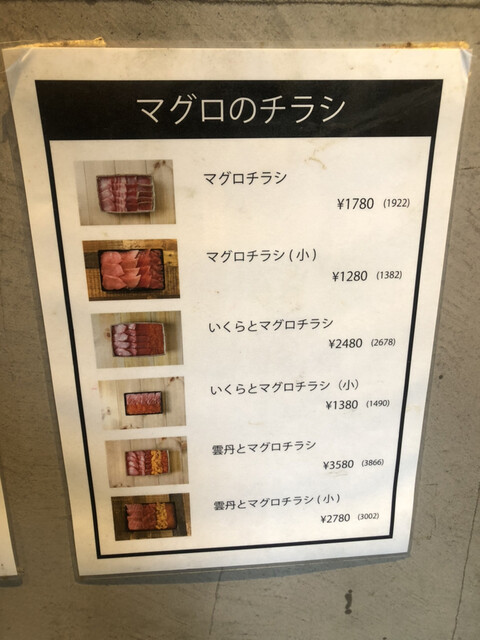 マグロのチラシ
マグロチラシ
¥1780 (1922)
マグロチラシ(小)
¥1280 (1382)
いくらとマグロチラシ
¥2480 (2678)
いくらとマグロチラシ（小）
¥1380 (1490)
雲丹とマグロチラシ
¥3580 (3866)
雲丹とマグロチラシ(小)
¥2780 (3002)